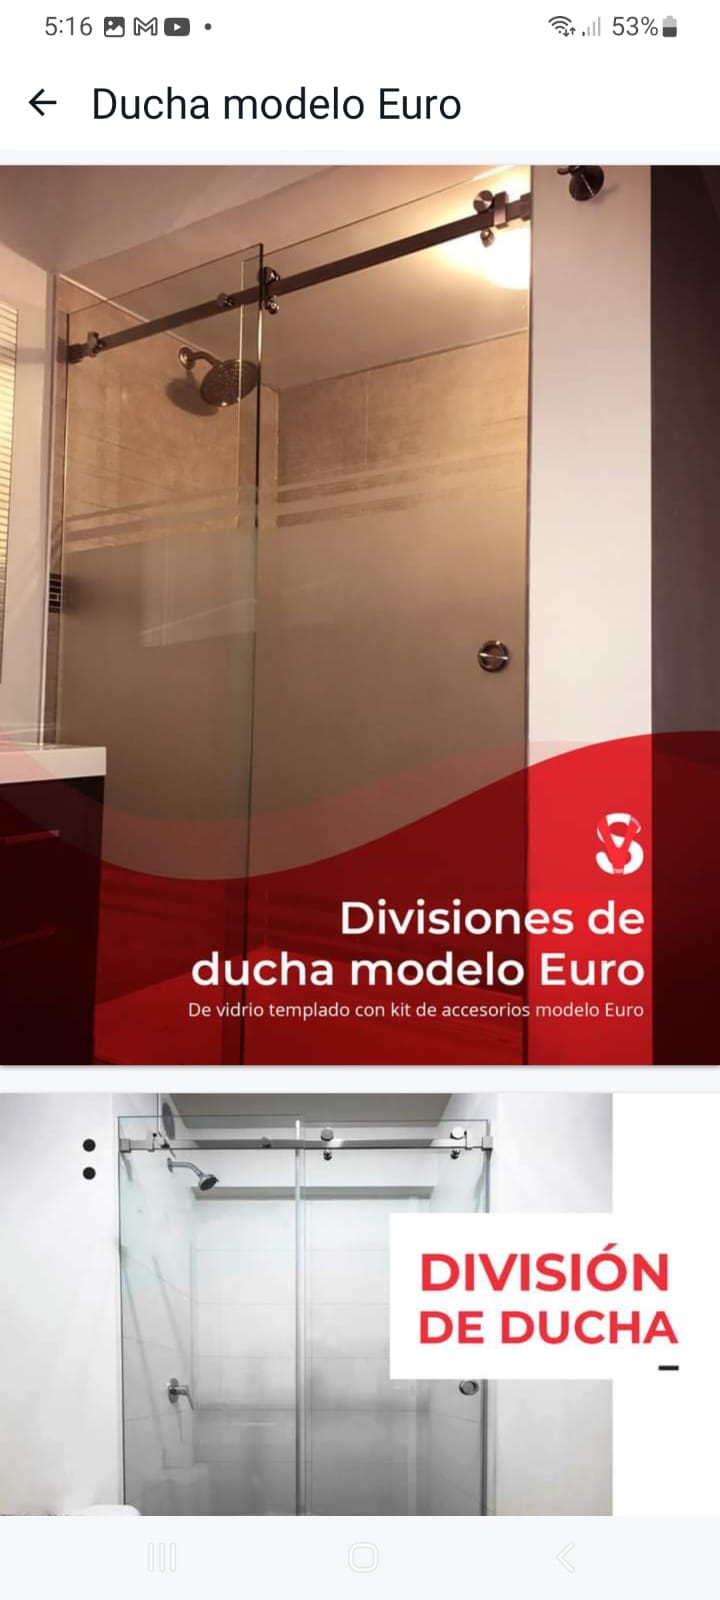 5:16
53%
Ducha modelo Euro
Divisiones de
ducha modelo Euro
De vidrio templado con kit de accesorios modelo Euro
DIVISIÓN
DE DUCHA